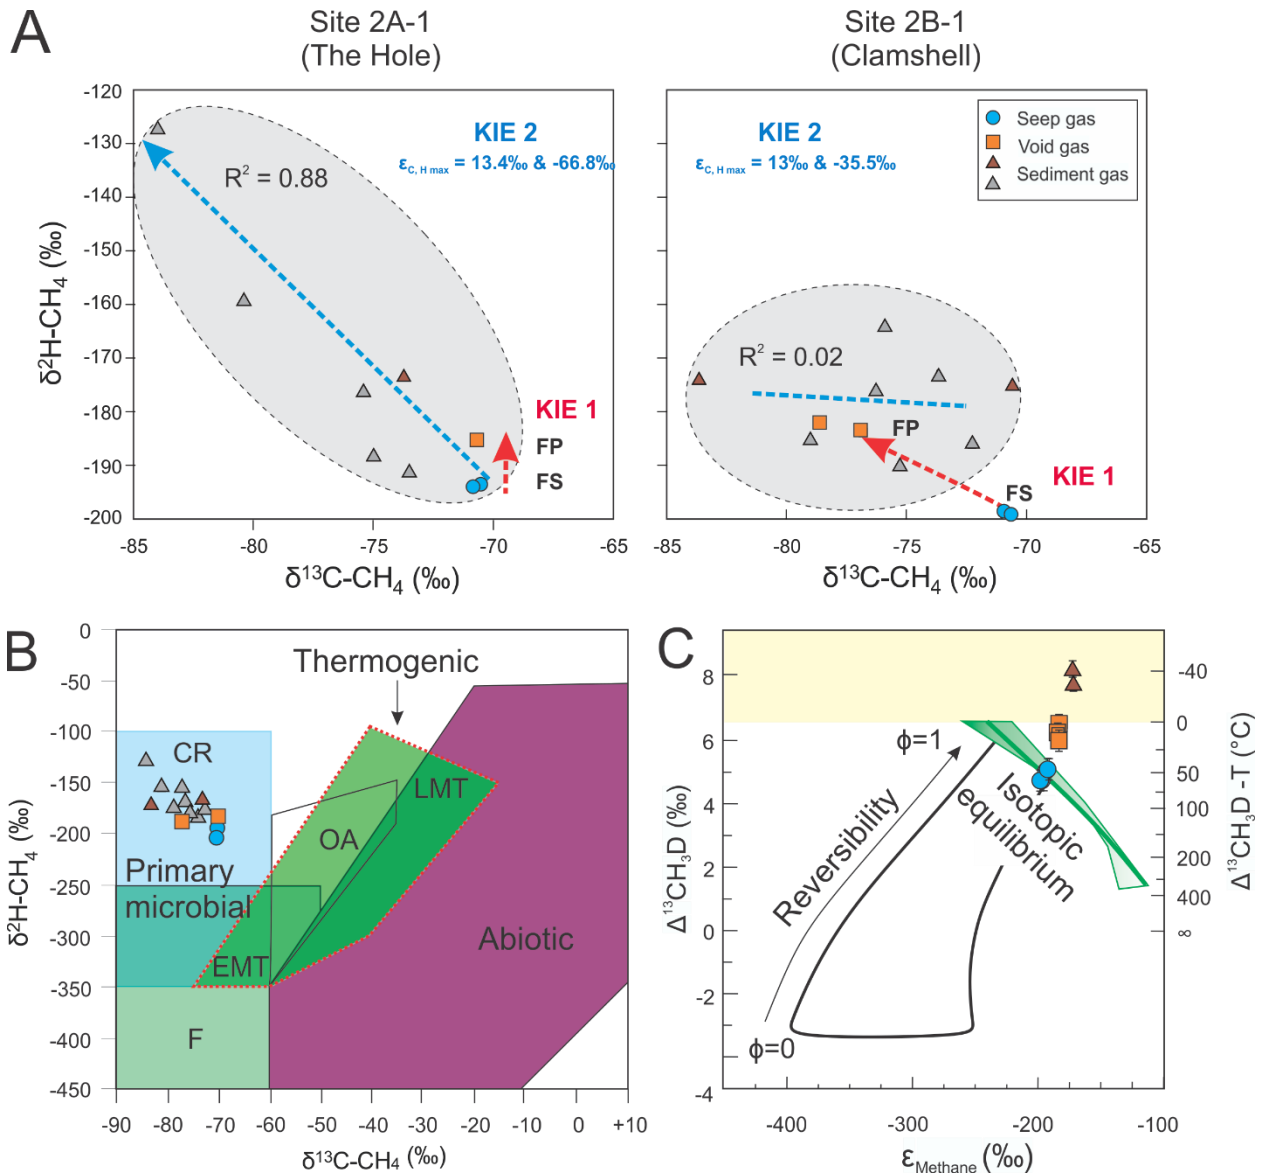 A
Site 2A-1
(The Hole)
Site 2B-1
(Clamshell)
-120
-130
-140
-150
-160
-170
-180
-190
-200
δ²H-CH₄ (‰)
KIE 2
ε_C, H max = 13.4‰ & -66.8‰
R² = 0.88
KIE 1
FP
FS
-85
-80
-75
-70
-65
δ¹³C-CH₄ (‰)
KIE 2
ε_C, H max = 13% & -35.5‰
Seep gas
Void gas
Sediment gas
R² = 0.02
FP
FS
KIE 1
-85
-80
-75
-70
-65
δ¹³C-CH₄ (‰)
B
0
-50
-100
-150
-200
-250
-300
-350
-400
-450
δ²H-CH₄ (‰)
Thermogenic
CR
LMT
OA
Primary
microbial
EMT
Abiotic
F
-90
-80
-70
-60
-50
-40
-30
-20
-10
0
+10
δ¹³C-CH₄ (‰)
C
8
6
4
2
0
-2
-4
Δ¹³CH₃D (‰)
ϕ=1
Reversibility
Isotopic
equilibrium
ϕ=0
-40
0
50
100
200
400
∞
Δ¹³CH₃D -T (°C)
-400
-300
-200
-100
ε_Methane (‰)